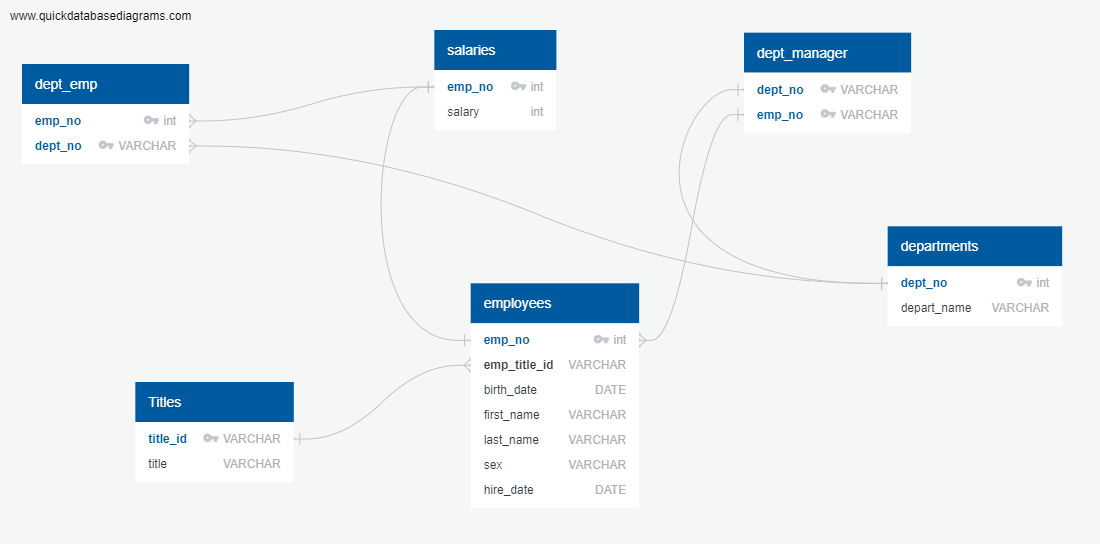 www.quickdatabasediagrams.com
dept_emp
emp_no int
dept_no VARCHAR
salaries
emp_no int
salary int
dept_manager
dept_no VARCHAR
emp_no VARCHAR
departments
dept_no int
depart_name VARCHAR
employees
emp_no int
emp_title_id VARCHAR
birth_date DATE
first_name VARCHAR
last_name VARCHAR
sex VARCHAR
hire_date DATE
Titles
title_id VARCHAR
title VARCHAR